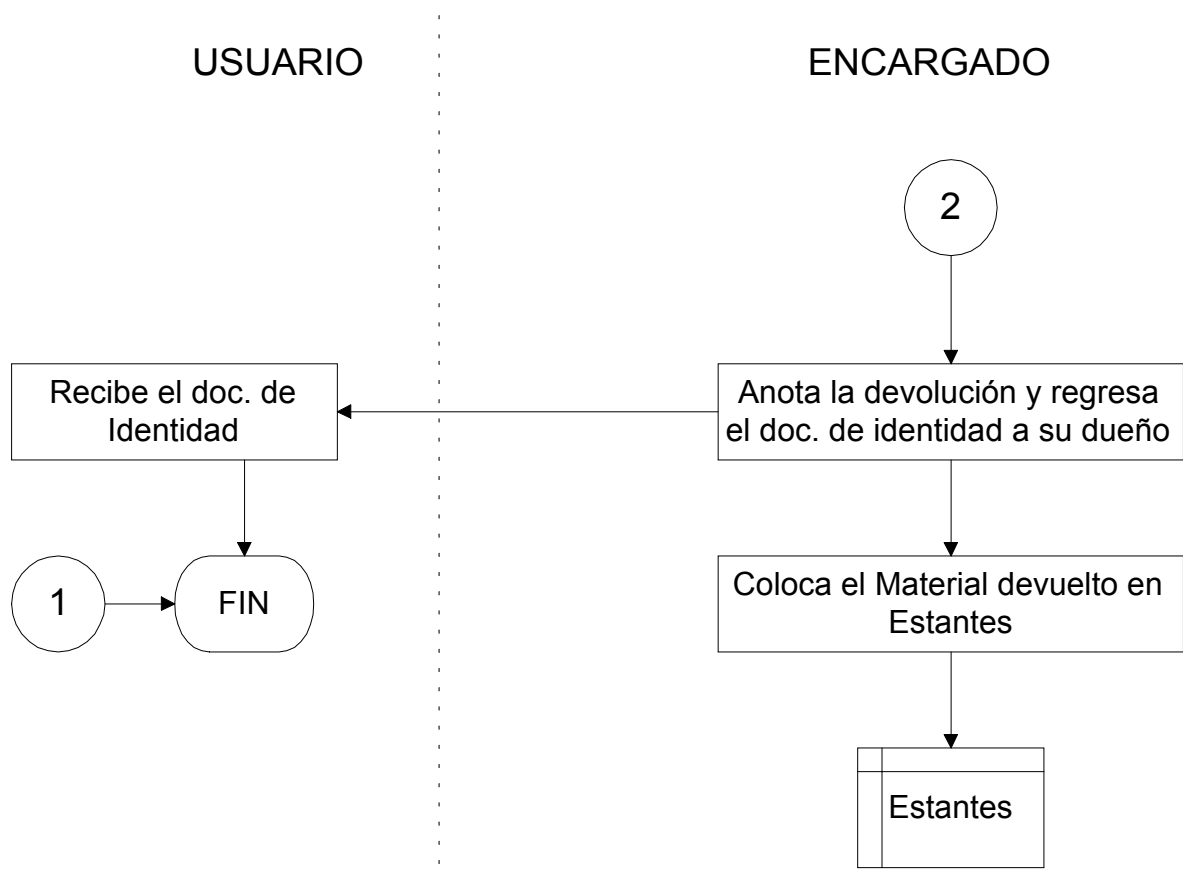 USUARIO
ENCARGADO
2
Recibe el doc. de
Identidad
Anota la devolución y regresa
el doc. de identidad a su dueño
1
FIN
Coloca el Material devuelto en
Estantes
Estantes